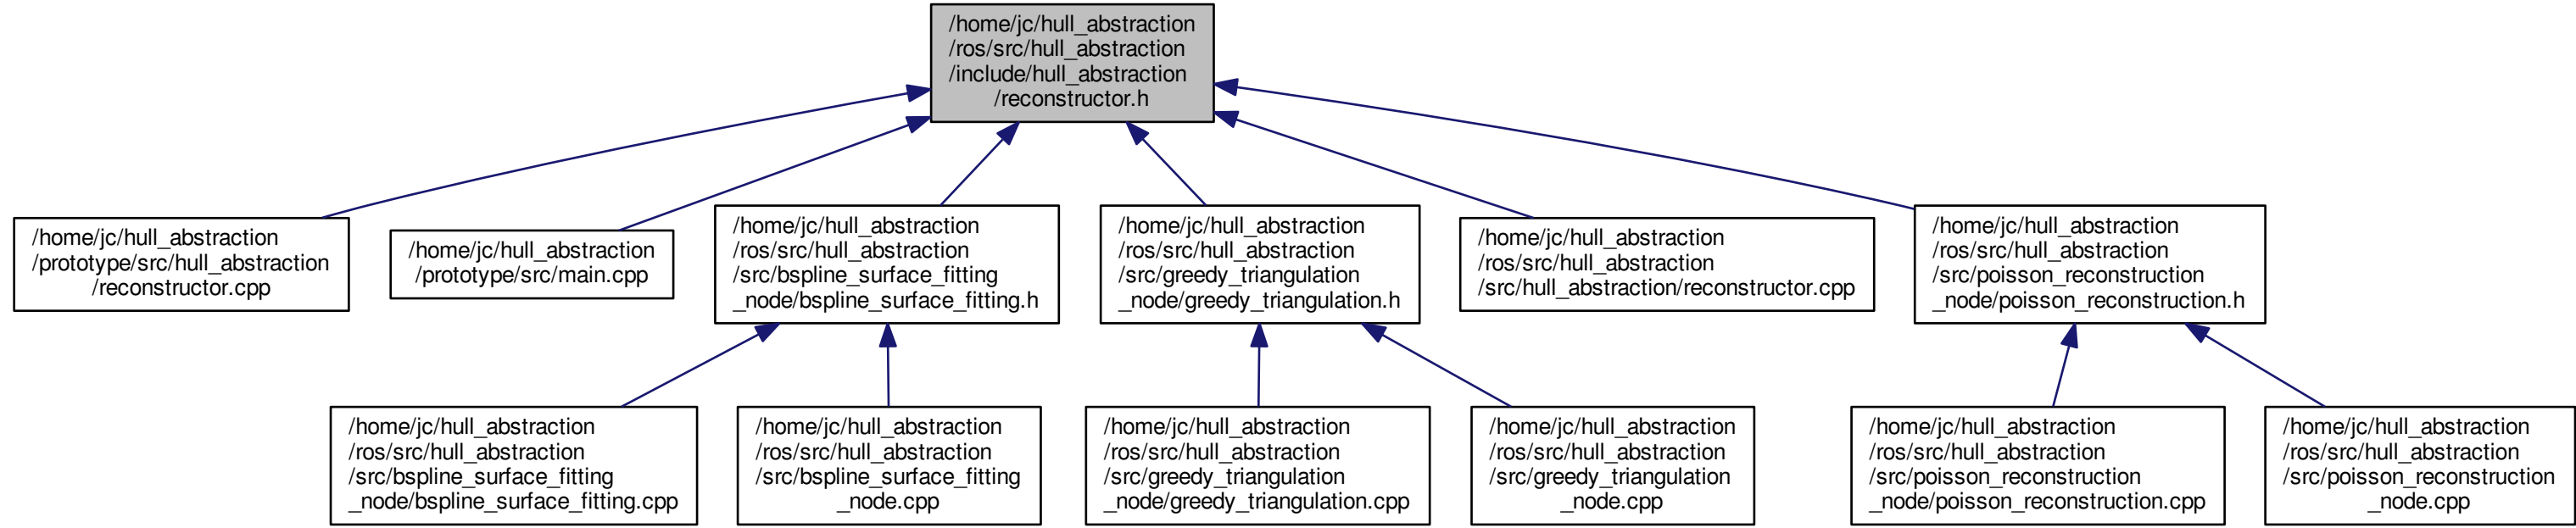 /home/jc/hull_abstraction
/ros/src/hull_abstraction
/include/hull_abstraction
/reconstructor.h
/home/jc/hull_abstraction
/prototype/src/hull_abstraction
/reconstructor.cpp
/home/jc/hull_abstraction
/prototype/src/main.cpp
/home/jc/hull_abstraction
/ros/src/hull_abstraction
/src/bspline_surface_fitting
_node/bspline_surface_fitting.h
/home/jc/hull_abstraction
/ros/src/hull_abstraction
/src/greedy_triangulation
_node/greedy_triangulation.h
/home/jc/hull_abstraction
/ros/src/hull_abstraction
/src/hull_abstraction/reconstructor.cpp
/home/jc/hull_abstraction
/ros/src/hull_abstraction
/src/poisson_reconstruction
_node/poisson_reconstruction.h
/home/jc/hull_abstraction
/ros/src/hull_abstraction
/src/bspline_surface_fitting
_node/bspline_surface_fitting.cpp
/home/jc/hull_abstraction
/ros/src/hull_abstraction
/src/bspline_surface_fitting
_node.cpp
/home/jc/hull_abstraction
/ros/src/hull_abstraction
/src/greedy_triangulation
_node/greedy_triangulation.cpp
/home/jc/hull_abstraction
/ros/src/hull_abstraction
/src/greedy_triangulation
_node.cpp
/home/jc/hull_abstraction
/ros/src/hull_abstraction
/src/poisson_reconstruction
_node/poisson_reconstruction.cpp
/home/jc/hull_abstraction
/ros/src/hull_abstraction
/src/poisson_reconstruction
_node.cpp